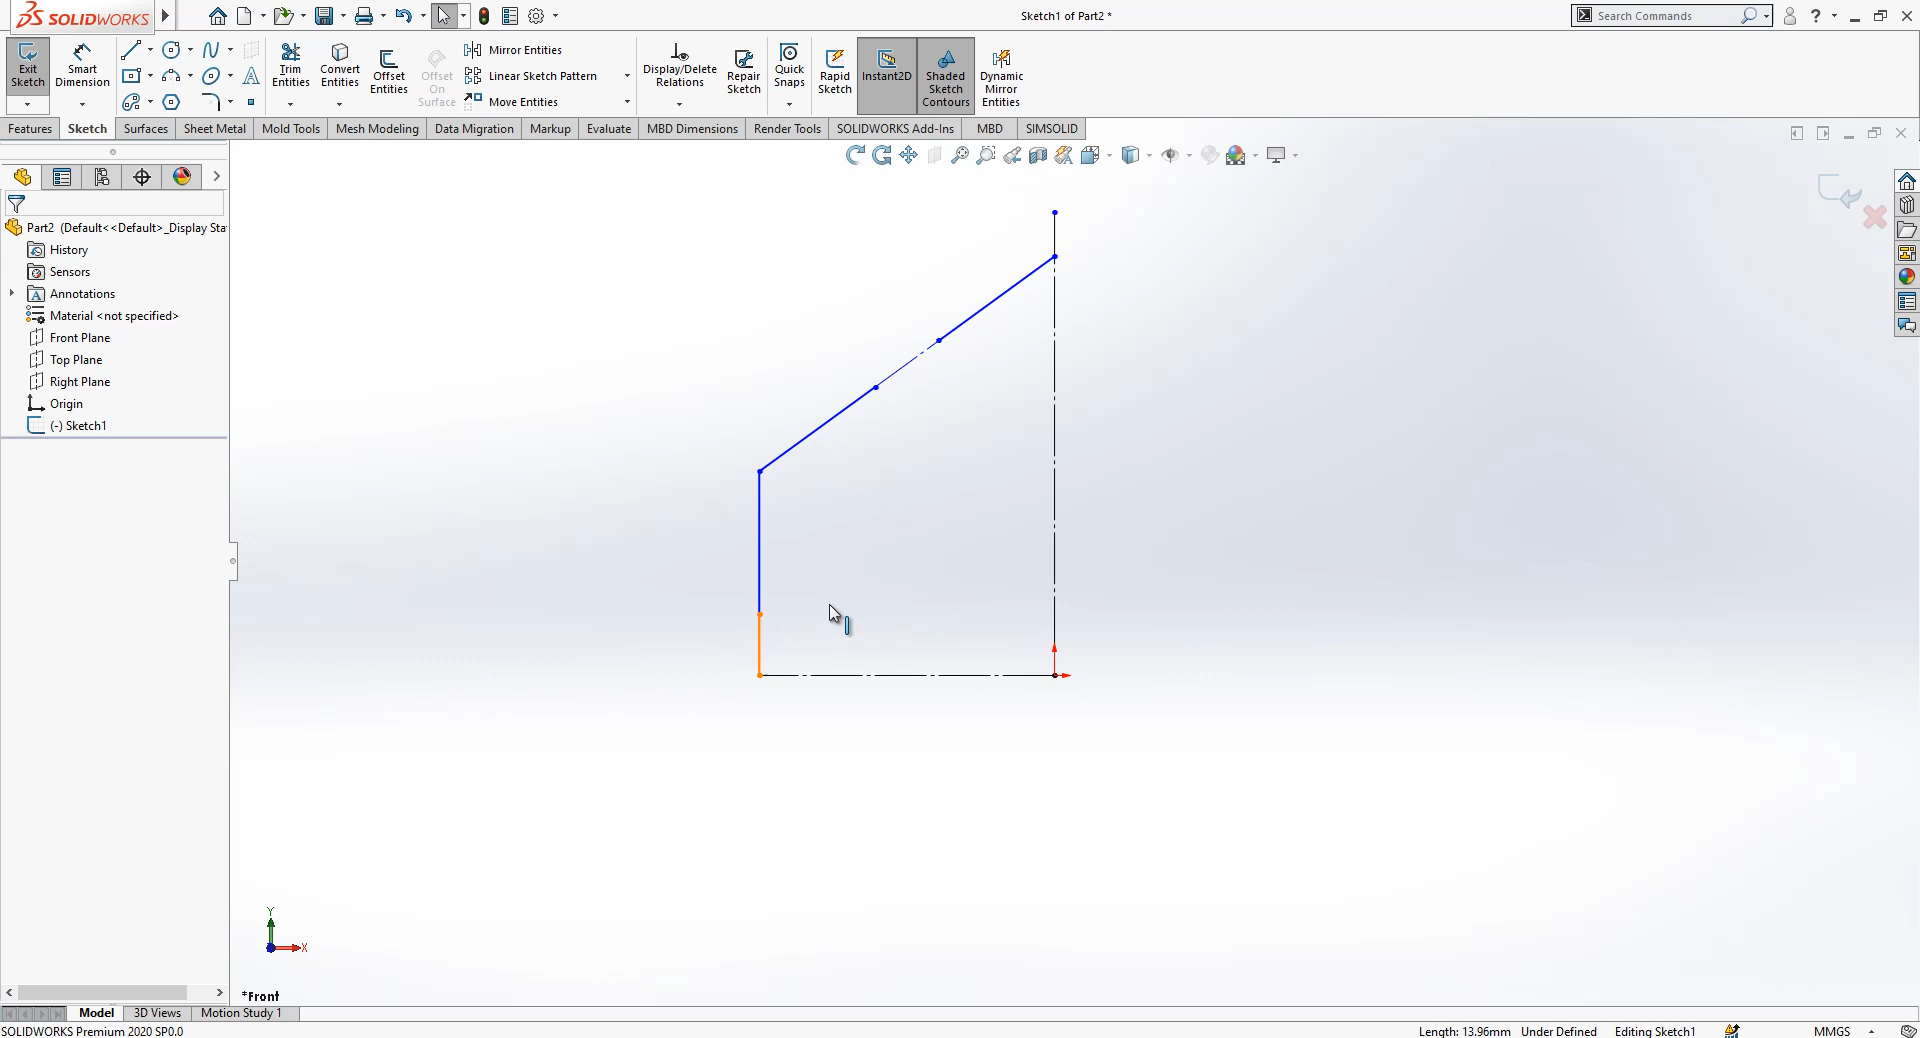 SOLIDWORKS
Sketch1 of Part2 *
Search Commands
?
Exit Sketch
Smart Dimension
Trim Entities
Convert Entities
Offset Entities
Offset On Surface
Mirror Entities
Linear Sketch Pattern
Move Entities
Display/Delete Relations
Repair Sketch
Quick Snaps
Rapid Sketch
Instant2D
Shaded Sketch Contours
Dynamic Mirror Entities
Features
Sketch
Surfaces
Sheet Metal
Mold Tools
Mesh Modeling
Data Migration
Markup
Evaluate
MBD Dimensions
Render Tools
SOLIDWORKS Add-Ins
MBD
SIMSOLID
Part2 (Default<<Default>_Display Sta
History
Sensors
Annotations
Material <not specified>
Front Plane
Top Plane
Right Plane
Origin
(-) Sketch1
Y
X
*Front
Model
3D Views
Motion Study 1
SOLIDWORKS Premium 2020 SP0.0
Length: 13.96mm
Under Defined
Editing Sketch1
MMGS